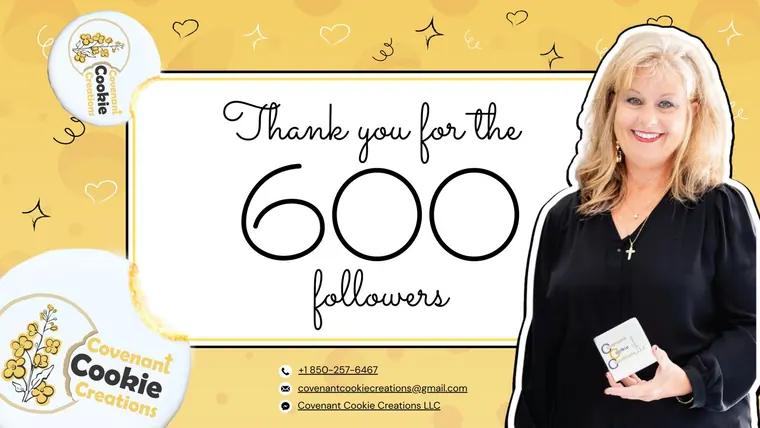 Covenant
Cookie
Creations
Thank you for the
600
followers
Covenant
Cookie
Creations
+1 850-257-6467
covenantcookiecreations@gmail.com
Covenant Cookie Creations LLC